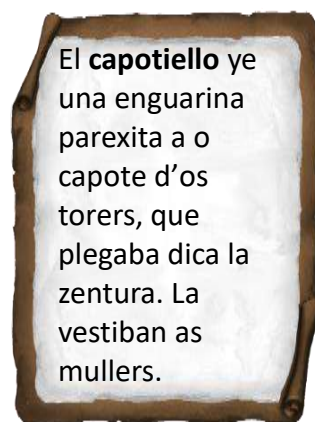 El capotiello ye
una enguarina
parexita a o
capote d’os
torers, que
plegaba dica la
zentura. La
vestiban as
mullers.